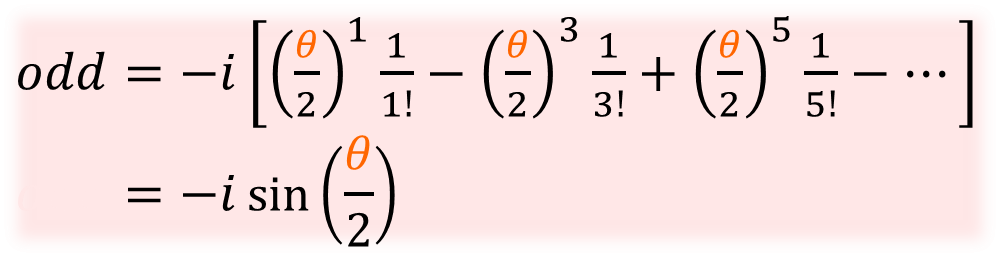 odd = −i [(θ/2)^1 1/1! − (θ/2)^3 1/3! + (θ/2)^5 1/5! − ⋯]
= −i sin (θ/2)